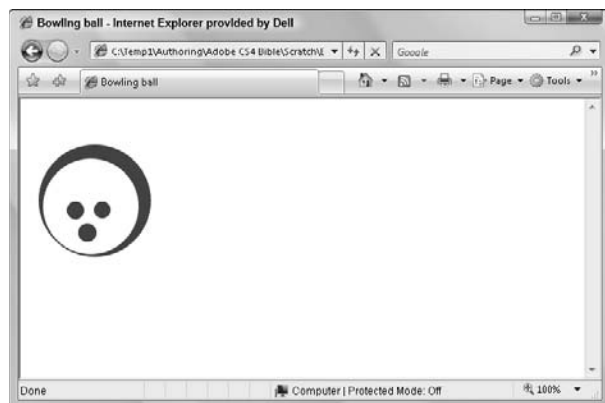 Bowling ball - Internet Explorer provided by Dell
C:\Temp1\Authoring\Adobe CS4 Bible\Scratch\
Google
Bowling ball
Page
Tools
Done
Computer | Protected Mode: Off
100%